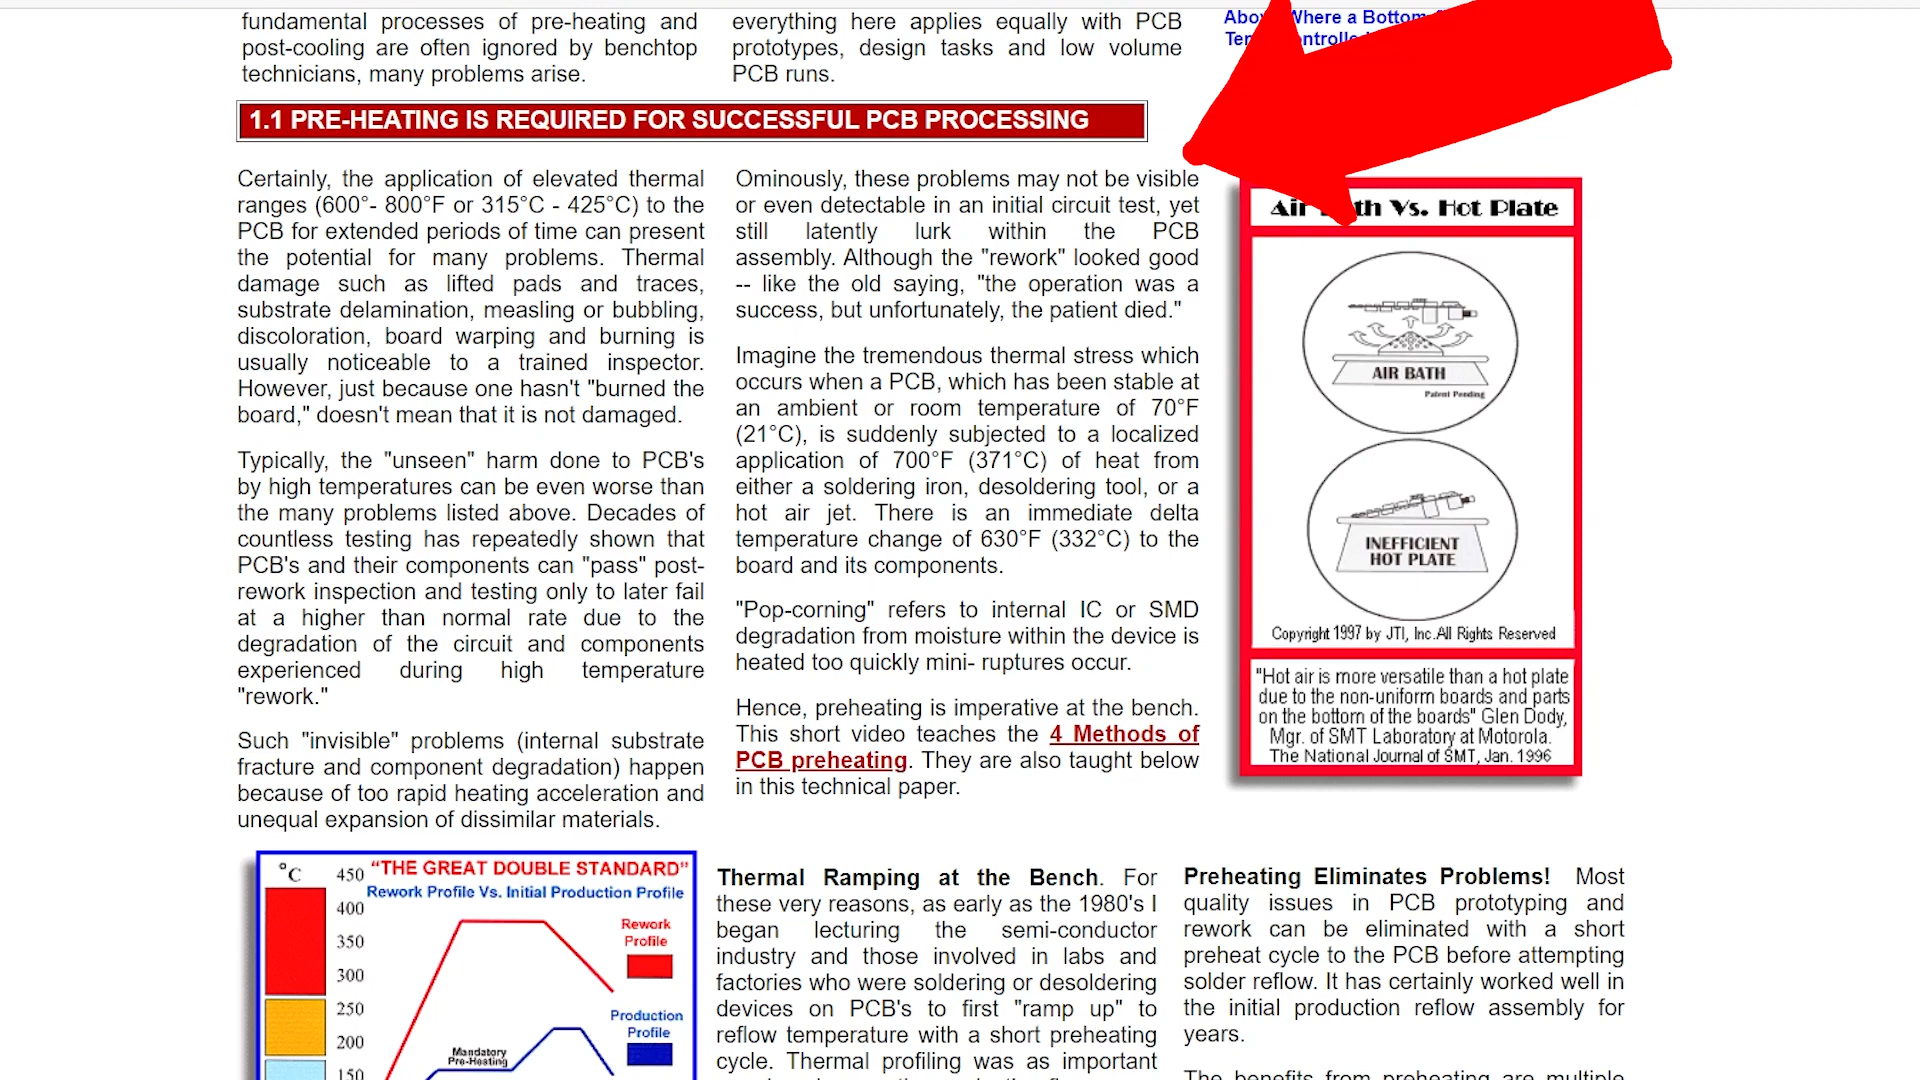 fundamental processes of pre-heating and
post-cooling are often ignored by benchtop
technicians, many problems arise.
everything here applies equally with PCB
prototypes, design tasks and low volume
PCB runs.
Where a Bottom
1.1 PRE-HEATING IS REQUIRED FOR SUCCESSFUL PCB PROCESSING
Certainly, the application of elevated thermal
ranges (600°- 800°F or 315°C - 425°C) to the
PCB for extended periods of time can present
the potential for many problems. Thermal
damage such as lifted pads and traces,
substrate delamination, measling or bubbling,
discoloration, board warping and burning is
usually noticeable to a trained inspector.
However, just because one hasn't "burned the
board," doesn't mean that it is not damaged.
Typically, the "unseen" harm done to PCB's
by high temperatures can be even worse than
the many problems listed above. Decades of
countless testing has repeatedly shown that
PCB's and their components can "pass" post-
rework inspection and testing only to later fail
at a higher than normal rate due to the
degradation of the circuit and components
experienced during high temperature
"rework."
Such "invisible" problems (internal substrate
fracture and component degradation) happen
because of too rapid heating acceleration and
unequal expansion of dissimilar materials.
Ominously, these problems may not be visible
or even detectable in an initial circuit test, yet
still latently lurk within the PCB
assembly. Although the "rework" looked good
-- like the old saying, "the operation was a
success, but unfortunately, the patient died."
Imagine the tremendous thermal stress which
occurs when a PCB, which has been stable at
an ambient or room temperature of 70°F
(21°C), is suddenly subjected to a localized
application of 700°F (371°C) of heat from
either a soldering iron, desoldering tool, or a
hot air jet. There is an immediate delta
temperature change of 630°F (332°C) to the
board and its components.
"Pop-corning" refers to internal IC or SMD
degradation from moisture within the device is
heated too quickly mini- ruptures occur.
Hence, preheating is imperative at the bench.
This short video teaches the 4 Methods of
PCB preheating. They are also taught below
in this technical paper.
Vs. Hot Plate
AIR BATH
Patent Pending
INEFFICIENT
HOT PLATE
Copyright 1997 by JTI, Inc.All Rights Reserved
"Hot air is more versatile than a hot plate
due to the non-uniform boards and parts
on the bottom of the boards" Glen Dody,
Mgr. of SMT Laboratory at Motorola.
The National Journal of SMT, Jan. 1996
°C
450
400
350
300
250
200
150
"THE GREAT DOUBLE STANDARD"
Rework Profile Vs. Initial Production Profile
Rework
Profile
Production
Profile
Mandatory
Pre-Heating
Thermal Ramping at the Bench. For
these very reasons, as early as the 1980's I
began lecturing the semi-conductor
industry and those involved in labs and
factories who were soldering or desoldering
devices on PCB's to first "ramp up" to
reflow temperature with a short preheating
cycle. Thermal profiling was as important
Preheating Eliminates Problems! Most
quality issues in PCB prototyping and
rework can be eliminated with a short
preheat cycle to the PCB before attempting
solder reflow. It has certainly worked well in
the initial production reflow assembly for
years.
The benefits from preheating are multiple